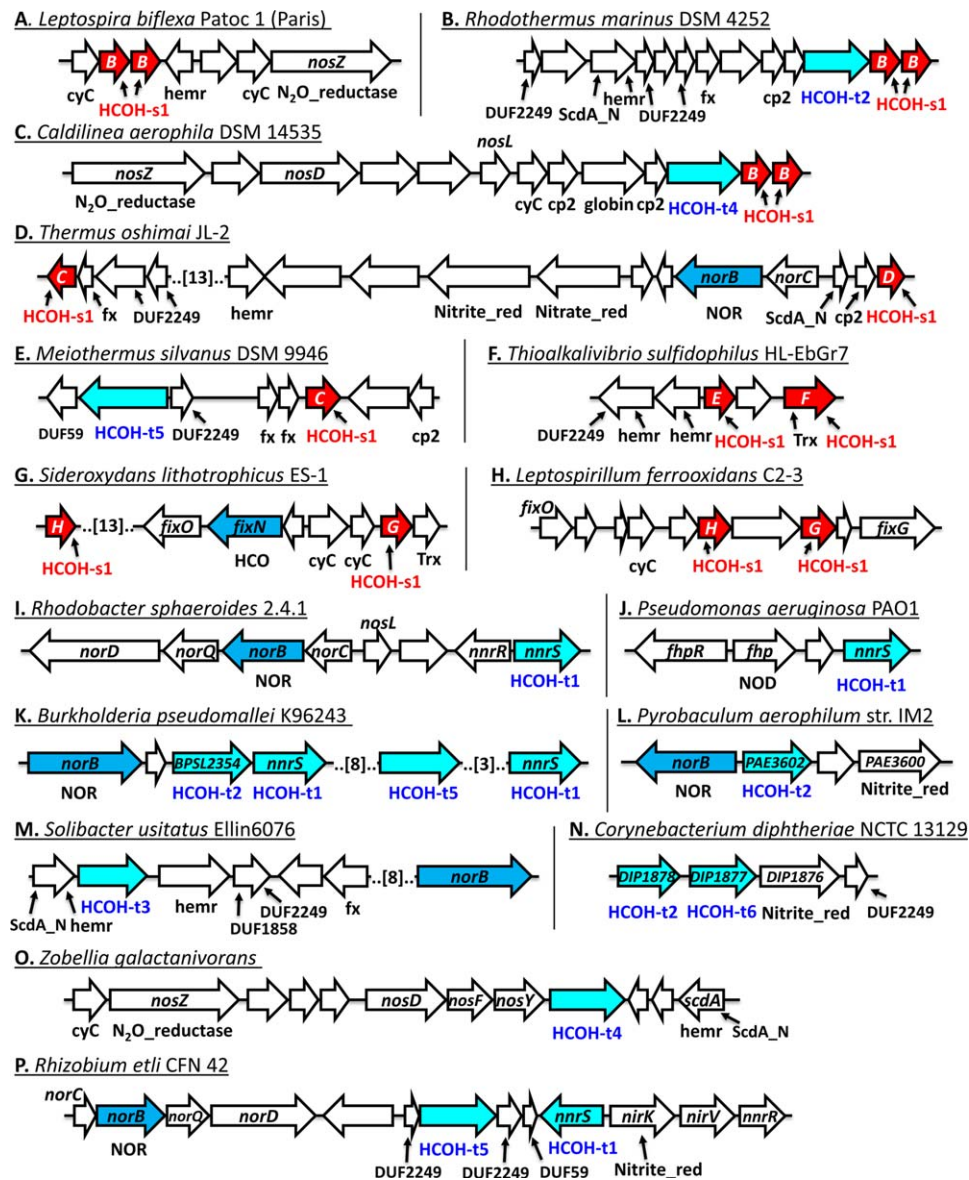 A. Leptospira biflexa Patoc 1 (Paris)
B B nosZ
cyC hemr cyC N₂O_reductase
HCOH-s1
B. Rhodothermus marinus DSM 4252
B B
hemr fx cp2 HCOH-t2
DUF2249 ScdA_N DUF2249 HCOH-s1
C. Caldilinea aerophila DSM 14535
nosL
nosZ nosD B B
N₂O_reductase cyC cp2 globin cp2 HCOH-t4 HCOH-s1
D. Thermus oshimai JL-2
C ..[13].. norB norC D
HCOH-s1 fx DUF2249 hemr Nitrite_red Nitrate_red NOR ScdA_N cp2 HCOH-s1
E. Meiothermus silvanus DSM 9946
C
DUF59 HCOH-t5 DUF2249 fx fx HCOH-s1 cp2
F. Thioalkalivibrio sulfidophilus HL-EbGr7
E F
DUF2249 hemr hemr HCOH-s1 Trx HCOH-s1
G. Sideroxydans lithotrophicus ES-1
H ..[13].. fixO fixN G
HCOH-s1 HCO cyC cyC HCOH-s1 Trx
H. Leptospirillum ferrooxidans C2-3
fixO
H G fixG
cyC HCOH-s1 HCOH-s1
I. Rhodobacter sphaeroides 2.4.1
nosL
norD norQ norB norC nnrR nnrS
NOR HCOH-t1
J. Pseudomonas aeruginosa PAO1
fhpR fhp nnrS
NOD HCOH-t1
K. Burkholderia pseudomallei K96243
norB BPSL2354 nnrS ..[8].. ..[3].. nnrS
NOR HCOH-t2 HCOH-t1 HCOH-t5 HCOH-t1
L. Pyrobaculum aerophilum str. IM2
norB PAE3602 PAE3600
NOR HCOH-t2 Nitrite_red
M. Solibacter usitatus Ellin6076
..[8].. norB
ScdA_N hemr HCOH-t3 hemr DUF1858 DUF2249 fx
N. Corynebacterium diphtheriae NCTC 13129
DIP1878 DIP1877 DIP1876
HCOH-t2 HCOH-t6 Nitrite_red DUF2249
O. Zobellia galactanivorans
nosZ nosD nosF nosY scdA
cyC N₂O_reductase HCOH-t4 hemr ScdA_N
P. Rhizobium etli CFN 42
norC
norB norQ norD nnrS nirK nirV nnrR
NOR HCOH-t5 HCOH-t1
DUF2249 DUF2249 DUF59 Nitrite_red